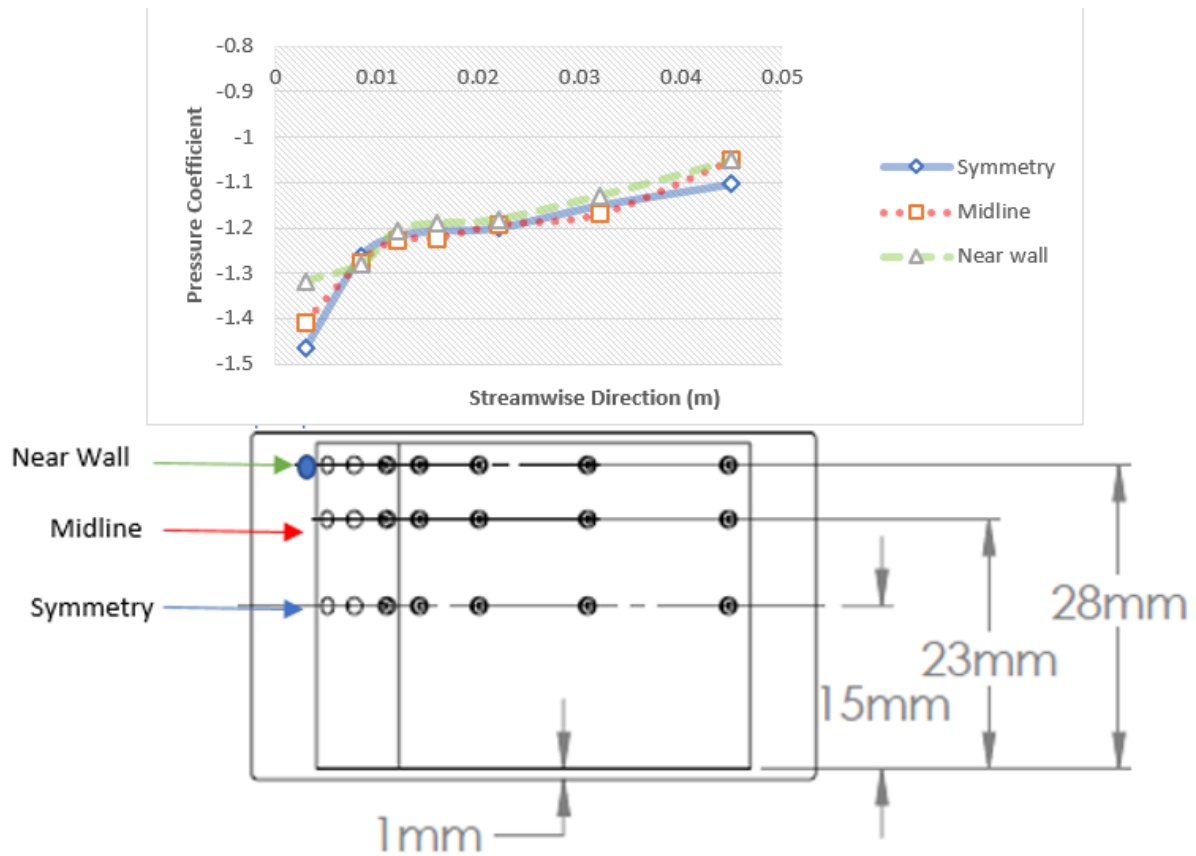 -0.8
0 0.01 0.02 0.03 0.04 0.05
-0.9
-1
-1.1
-1.2
-1.3
-1.4
-1.5
Pressure Coefficient
Streamwise Direction (m)
Symmetry
Midline
Near wall
Near Wall
Midline
Symmetry
28mm
23mm
15mm
1mm